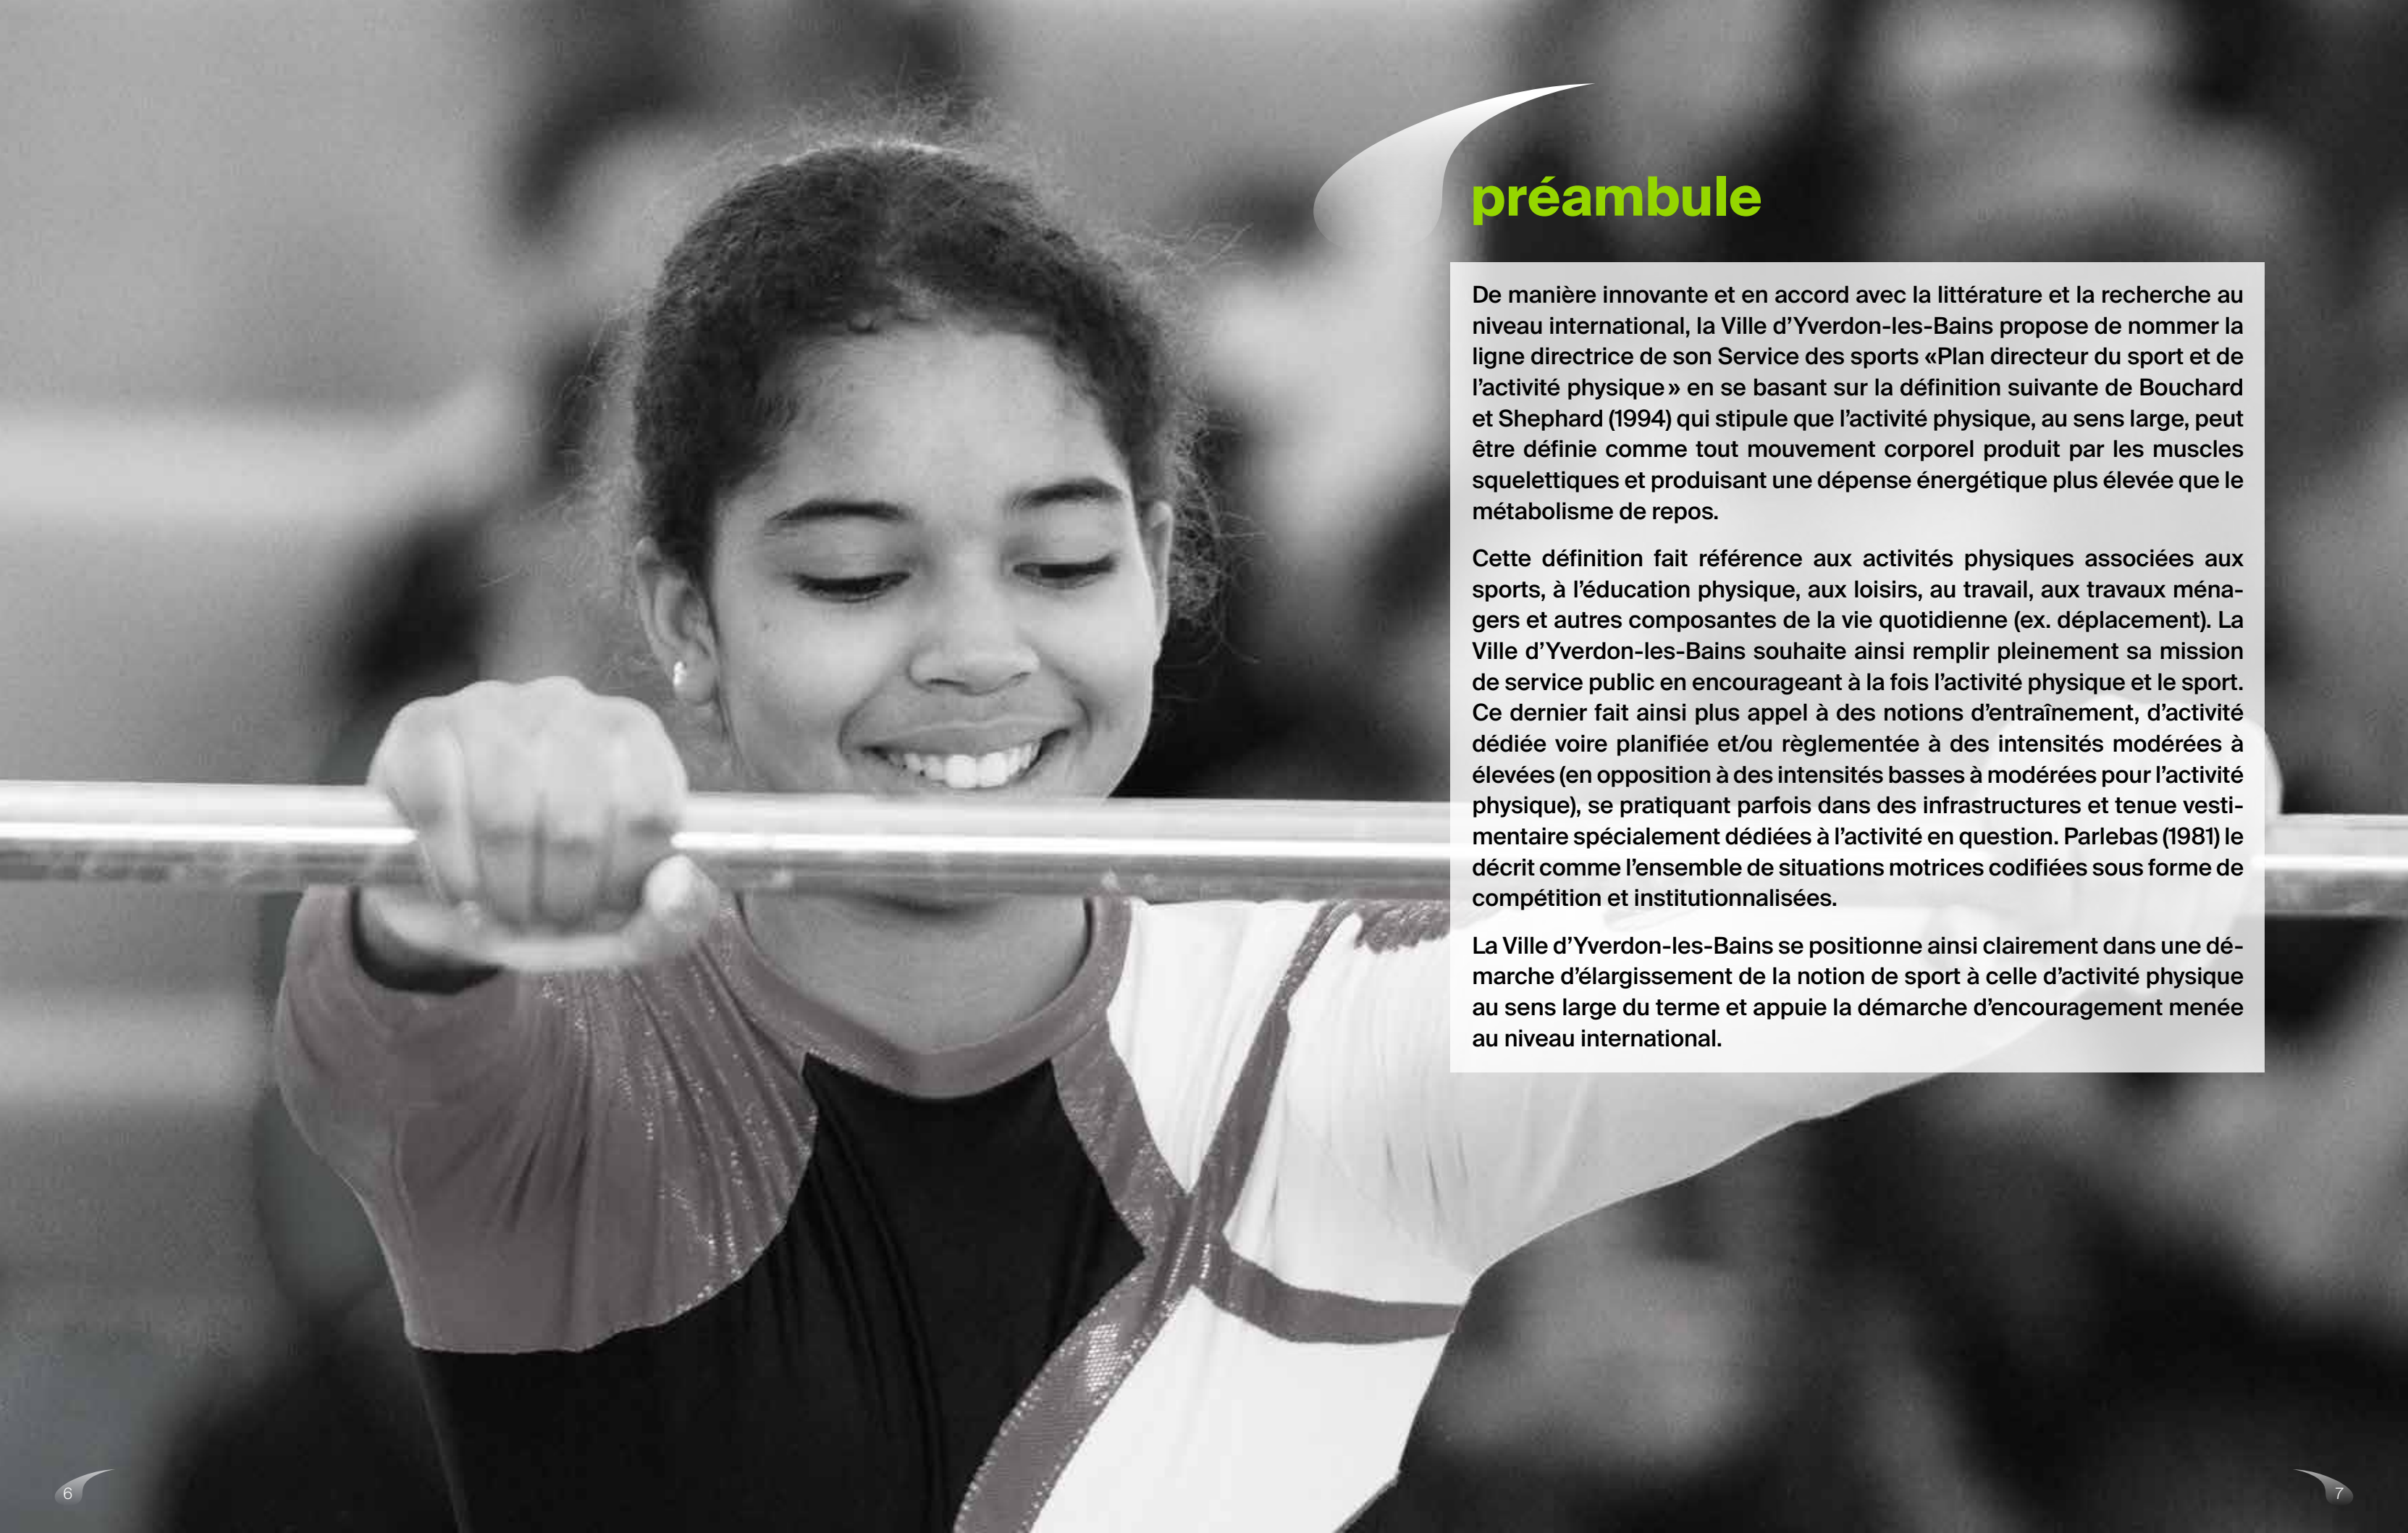 préambule
De manière innovante et en accord avec la littérature et la recherche au
niveau international, la Ville d’Yverdon-les-Bains propose de nommer la
ligne directrice de son Service des sports «Plan directeur du sport et de
l’activité physique» en se basant sur la définition suivante de Bouchard
et Shephard (1994) qui stipule que l’activité physique, au sens large, peut
être définie comme tout mouvement corporel produit par les muscles
squelettiques et produisant une dépense énergétique plus élevée que le
métabolisme de repos.
Cette définition fait référence aux activités physiques associées aux
sports, à l’éducation physique, aux loisirs, au travail, aux travaux ména-
gers et autres composantes de la vie quotidienne (ex. déplacement). La
Ville d’Yverdon-les-Bains souhaite ainsi remplir pleinement sa mission
de service public en encourageant à la fois l’activité physique et le sport.
Ce dernier fait ainsi plus appel à des notions d’entraînement, d’activité
dédiée voire planifiée et/ou règlementée à des intensités modérées à
élevées (en opposition à des intensités basses à modérées pour l’activité
physique), se pratiquant parfois dans des infrastructures et tenue vesti-
mentaire spécialement dédiées à l’activité en question. Parlebas (1981) le
décrit comme l’ensemble de situations motrices codifiées sous forme de
compétition et institutionnalisées.
La Ville d’Yverdon-les-Bains se positionne ainsi clairement dans une dé-
marche d’élargissement de la notion de sport à celle d’activité physique
au sens large du terme et appuie la démarche d’encouragement menée
au niveau international.
6
7